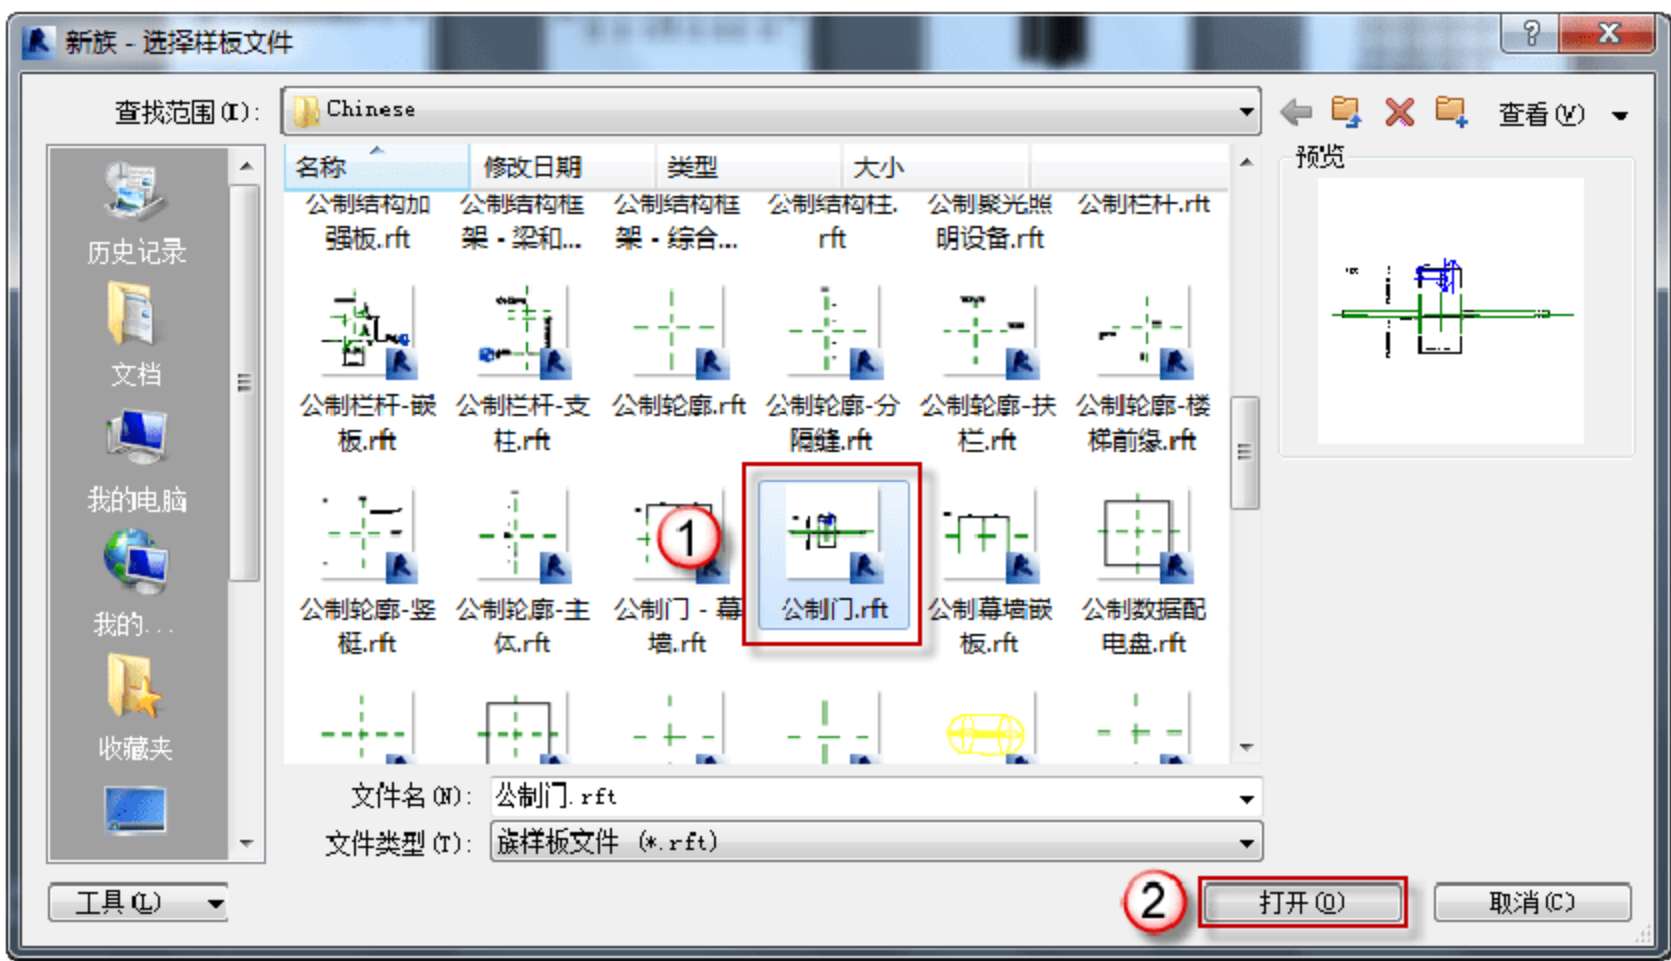 新族 - 选择样板文件
查找范围(I):
Chinese
查看(V)
名称 修改日期 类型 大小
预览
历史记录
文档
我的电脑
我的...
收藏夹
公制结构加 公制结构框 公制结构框 公制结构柱. 公制聚光照 公制栏杆.rft
强板.rft 架 - 梁和... 架 - 综合... rft 明设备.rft
公制栏杆-嵌 公制栏杆-支 公制轮廓.rft 公制轮廓-分 公制轮廓-扶 公制轮廓-楼
板.rft 柱.rft 隔缝.rft 栏.rft 梯前缘.rft
1
公制轮廓-竖 公制轮廓-主 公制门 - 幕 公制门.rft 公制幕墙嵌 公制数据配
梃.rft 体.rft 墙.rft 板.rft 电盘.rft
文件名(N): 公制门.rft
文件类型(T): 族样板文件 (*.rft)
工具(L)
2
打开(O)
取消(C)